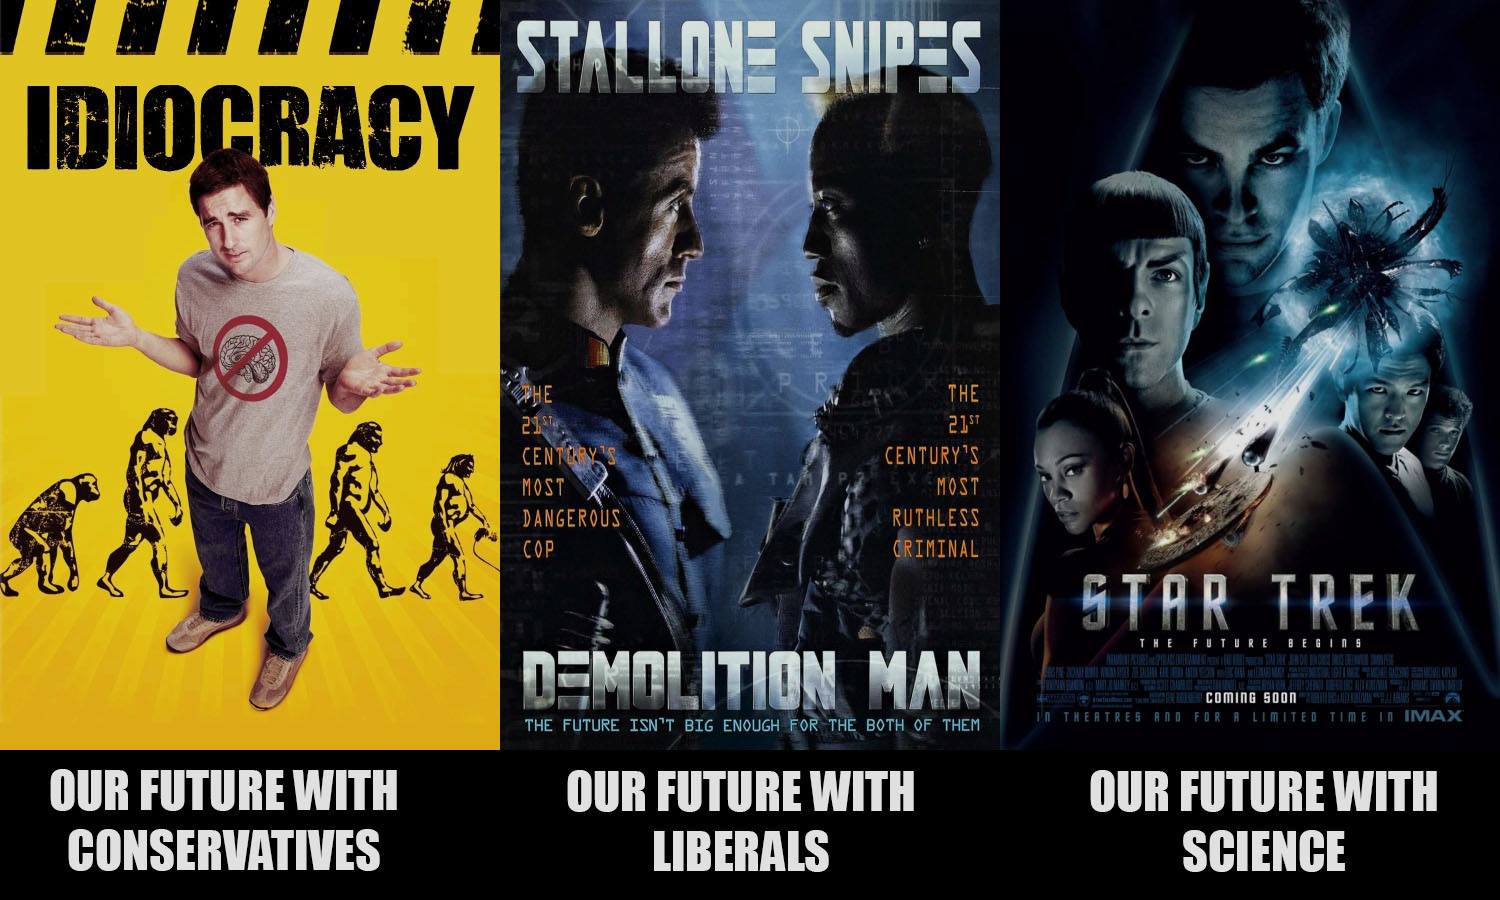 IDIOCRACY
OUR FUTURE WITH
CONSERVATIVES
STALLONE SNIPES
THE
21ST
CENTURY'S
MOST
DANGEROUS
COP
THE
21ST
CENTURY'S
MOST
RUTHLESS
CRIMINAL
DEMOLITION MAN
THE FUTURE ISN'T BIG ENOUGH FOR THE BOTH OF THEM
OUR FUTURE WITH
LIBERALS
STAR TREK
THE FUTURE BEGINS
COMING SOON
IN THEATRES AND FOR A LIMITED TIME IN IMAX
OUR FUTURE WITH
SCIENCE